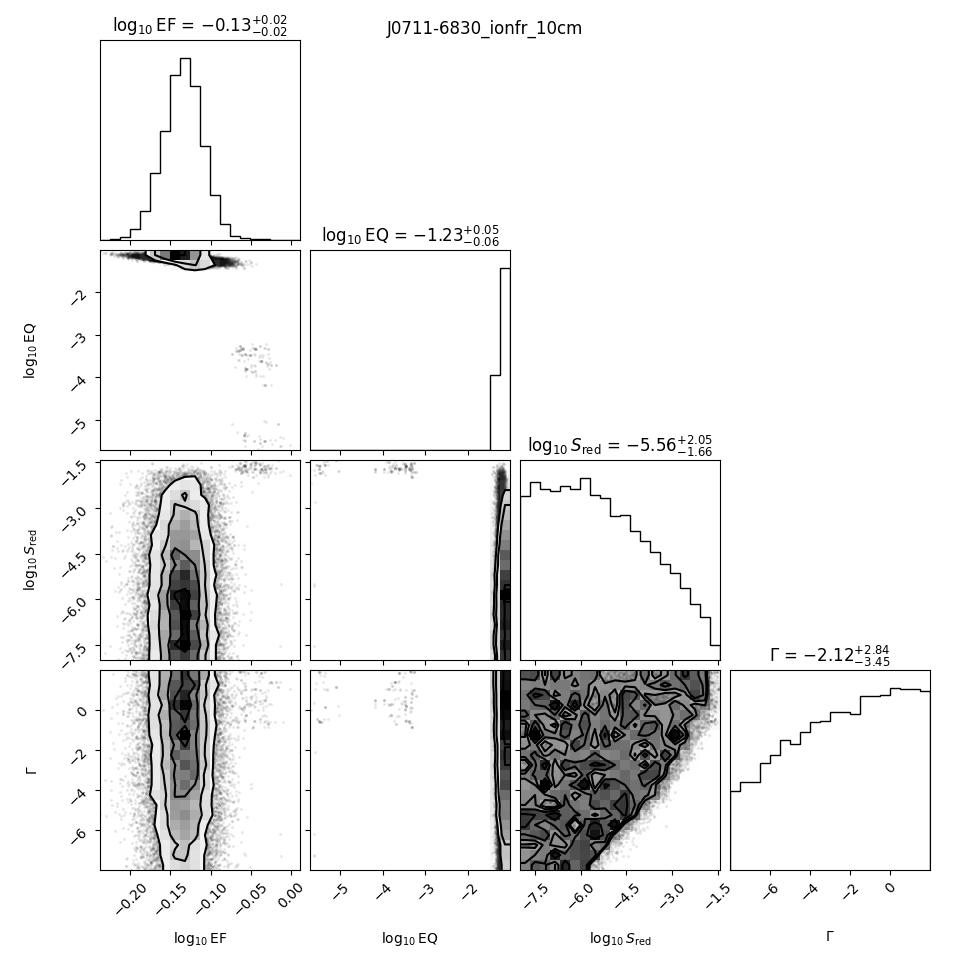 J0711-6830_ionfr_10cm
log₁₀ EF = −0.13+0.02−0.02
log₁₀ EQ = −1.23+0.05−0.06
−2
−3
−4
−5
log₁₀ EQ
log₁₀ Sred = −5.56+2.05−1.66
−1.5
−3.0
−4.5
−6.0
−7.5
log₁₀ Sred
Γ = −2.12+2.84−3.45
0
−2
−4
−6
Γ
−0.20 −0.15 −0.10 −0.05 0.00
−5 −4 −3 −2
−7.5 −6.0 −4.5 −3.0 −1.5
−6 −4 −2 0
log₁₀ EF
log₁₀ EQ
log₁₀ Sred
Γ